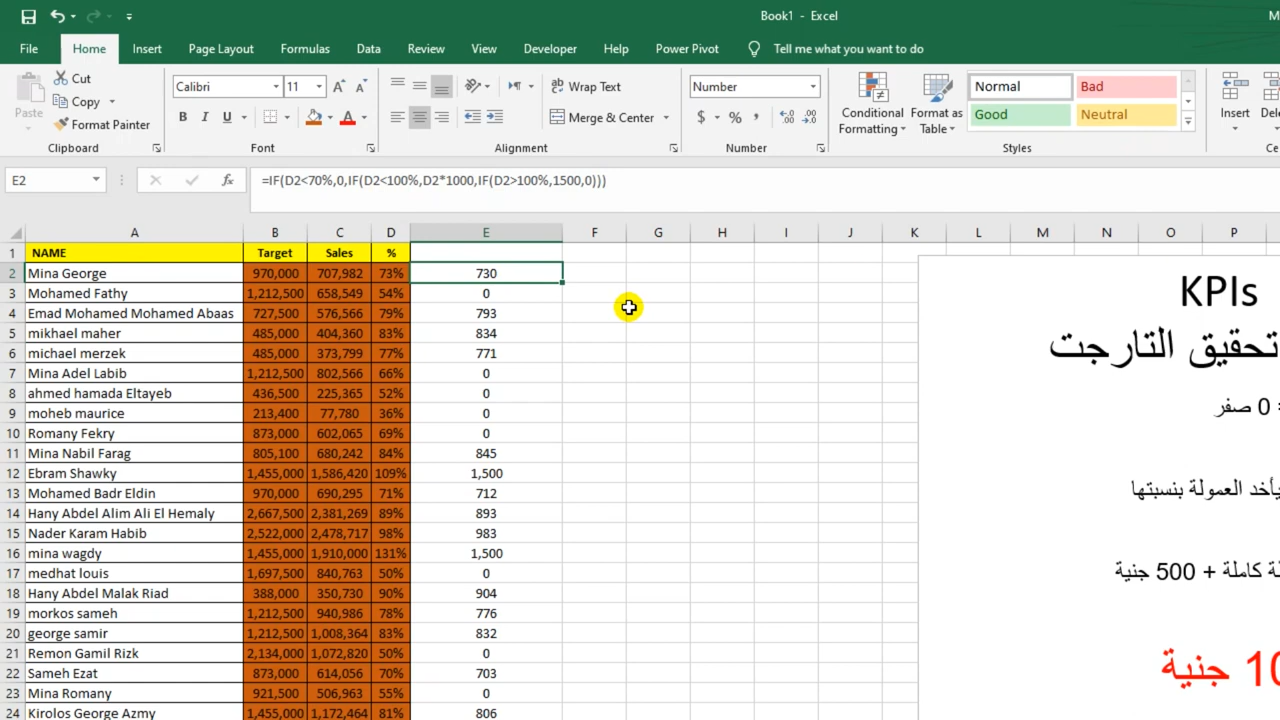 Book1 - Excel
File Home Insert Page Layout Formulas Data Review View Developer Help Power Pivot Tell me what you want to do
Cut
Copy
Format Painter
Paste
Clipboard
Calibri 11
B I U
Font
Wrap Text
Merge & Center
Alignment
Number
$ % ,
Number
Conditional Formatting
Format as Table
Normal Bad
Good Neutral
Styles
Insert
E2 fx =IF(D2<70%,0,IF(D2<100%,D2*1000,IF(D2>100%,1500,0)))
A B C D E F G H I J K L M N O P
1 NAME Target Sales %
2 Mina George 970,000 707,982 73% 730
3 Mohamed Fathy 1,212,500 658,549 54% 0
4 Emad Mohamed Mohamed Abaas 727,500 576,566 79% 793
5 mikhael maher 485,000 404,360 83% 834
6 michael merzek 485,000 373,799 77% 771
7 Mina Adel Labib 1,212,500 802,566 66% 0
8 ahmed hamada Eltayeb 436,500 225,365 52% 0
9 moheb maurice 213,400 77,780 36% 0
10 Romany Fekry 873,000 602,065 69% 0
11 Mina Nabil Farag 805,100 680,242 84% 845
12 Ebram Shawky 1,455,000 1,586,420 109% 1,500
13 Mohamed Badr Eldin 970,000 690,295 71% 712
14 Hany Abdel Alim Ali El Hemaly 2,667,500 2,381,269 89% 893
15 Nader Karam Habib 2,522,000 2,478,717 98% 983
16 mina wagdy 1,455,000 1,910,000 131% 1,500
17 medhat louis 1,697,500 840,763 50% 0
18 Hany Abdel Malak Riad 388,000 350,730 90% 904
19 morkos sameh 1,212,500 940,986 78% 776
20 george samir 1,212,500 1,008,364 83% 832
21 Remon Gamil Rizk 2,134,000 1,072,820 50% 0
22 Sameh Ezat 873,000 614,056 70% 703
23 Mina Romany 921,500 506,963 55% 0
24 Kirolos George Azmy 1,455,000 1,172,464 81% 806
KPIs
تحقيق التارجت
= 0 صفر
يأخد العمولة بنسبتها
كاملة + 500 جنية
جنية